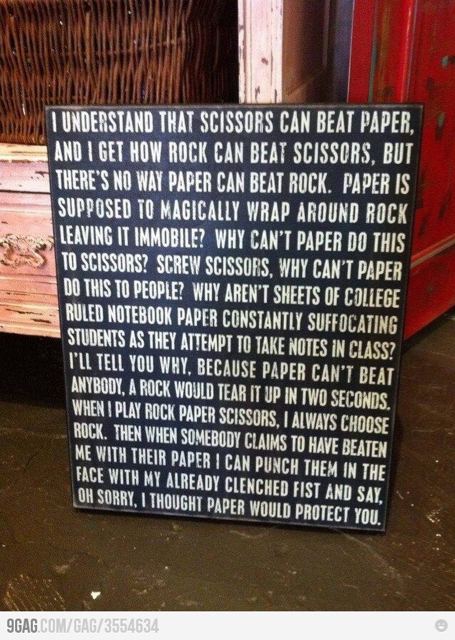 I UNDERSTAND THAT SCISSORS CAN BEAT PAPER,
AND I GET HOW ROCK CAN BEAT SCISSORS, BUT
THERE'S NO WAY PAPER CAN BEAT ROCK. PAPER IS
SUPPOSED TO MAGICALLY WRAP AROUND ROCK
LEAVING IT IMMOBILE? WHY CAN'T PAPER DO THIS
TO SCISSORS? SCREW SCISSORS, WHY CAN'T PAPER
DO THIS TO PEOPLE? WHY AREN'T SHEETS OF COLLEGE
RULED NOTEBOOK PAPER CONSTANTLY SUFFOCATING
STUDENTS AS THEY ATTEMPT TO TAKE NOTES IN CLASS?
I'LL TELL YOU WHY, BECAUSE PAPER CAN'T BEAT
ANYBODY, A ROCK WOULD TEAR IT UP IN TWO SECONDS.
WHEN I PLAY ROCK PAPER SCISSORS, I ALWAYS CHOOSE
ROCK. THEN WHEN SOMEBODY CLAIMS TO HAVE BEATEN
ME WITH THEIR PAPER I CAN PUNCH THEM IN THE
FACE WITH MY ALREADY CLENCHED FIST AND SAY,
OH SORRY, I THOUGHT PAPER WOULD PROTECT YOU.
9GAG.COM/GAG/3554634